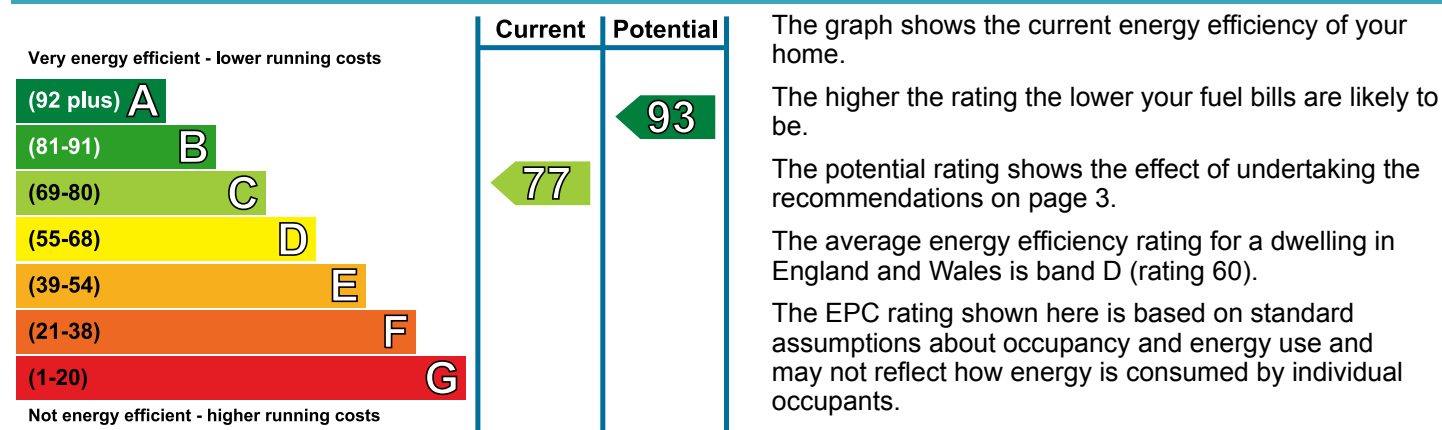 Current Potential
Very energy efficient - lower running costs
(92 plus) A
93
(81-91) B
77
(69-80) C
(55-68) D
(39-54) E
(21-38) F
(1-20) G
Not energy efficient - higher running costs
The graph shows the current energy efficiency of your
home.
The higher the rating the lower your fuel bills are likely to
be.
The potential rating shows the effect of undertaking the
recommendations on page 3.
The average energy efficiency rating for a dwelling in
England and Wales is band D (rating 60).
The EPC rating shown here is based on standard
assumptions about occupancy and energy use and
may not reflect how energy is consumed by individual
occupants.